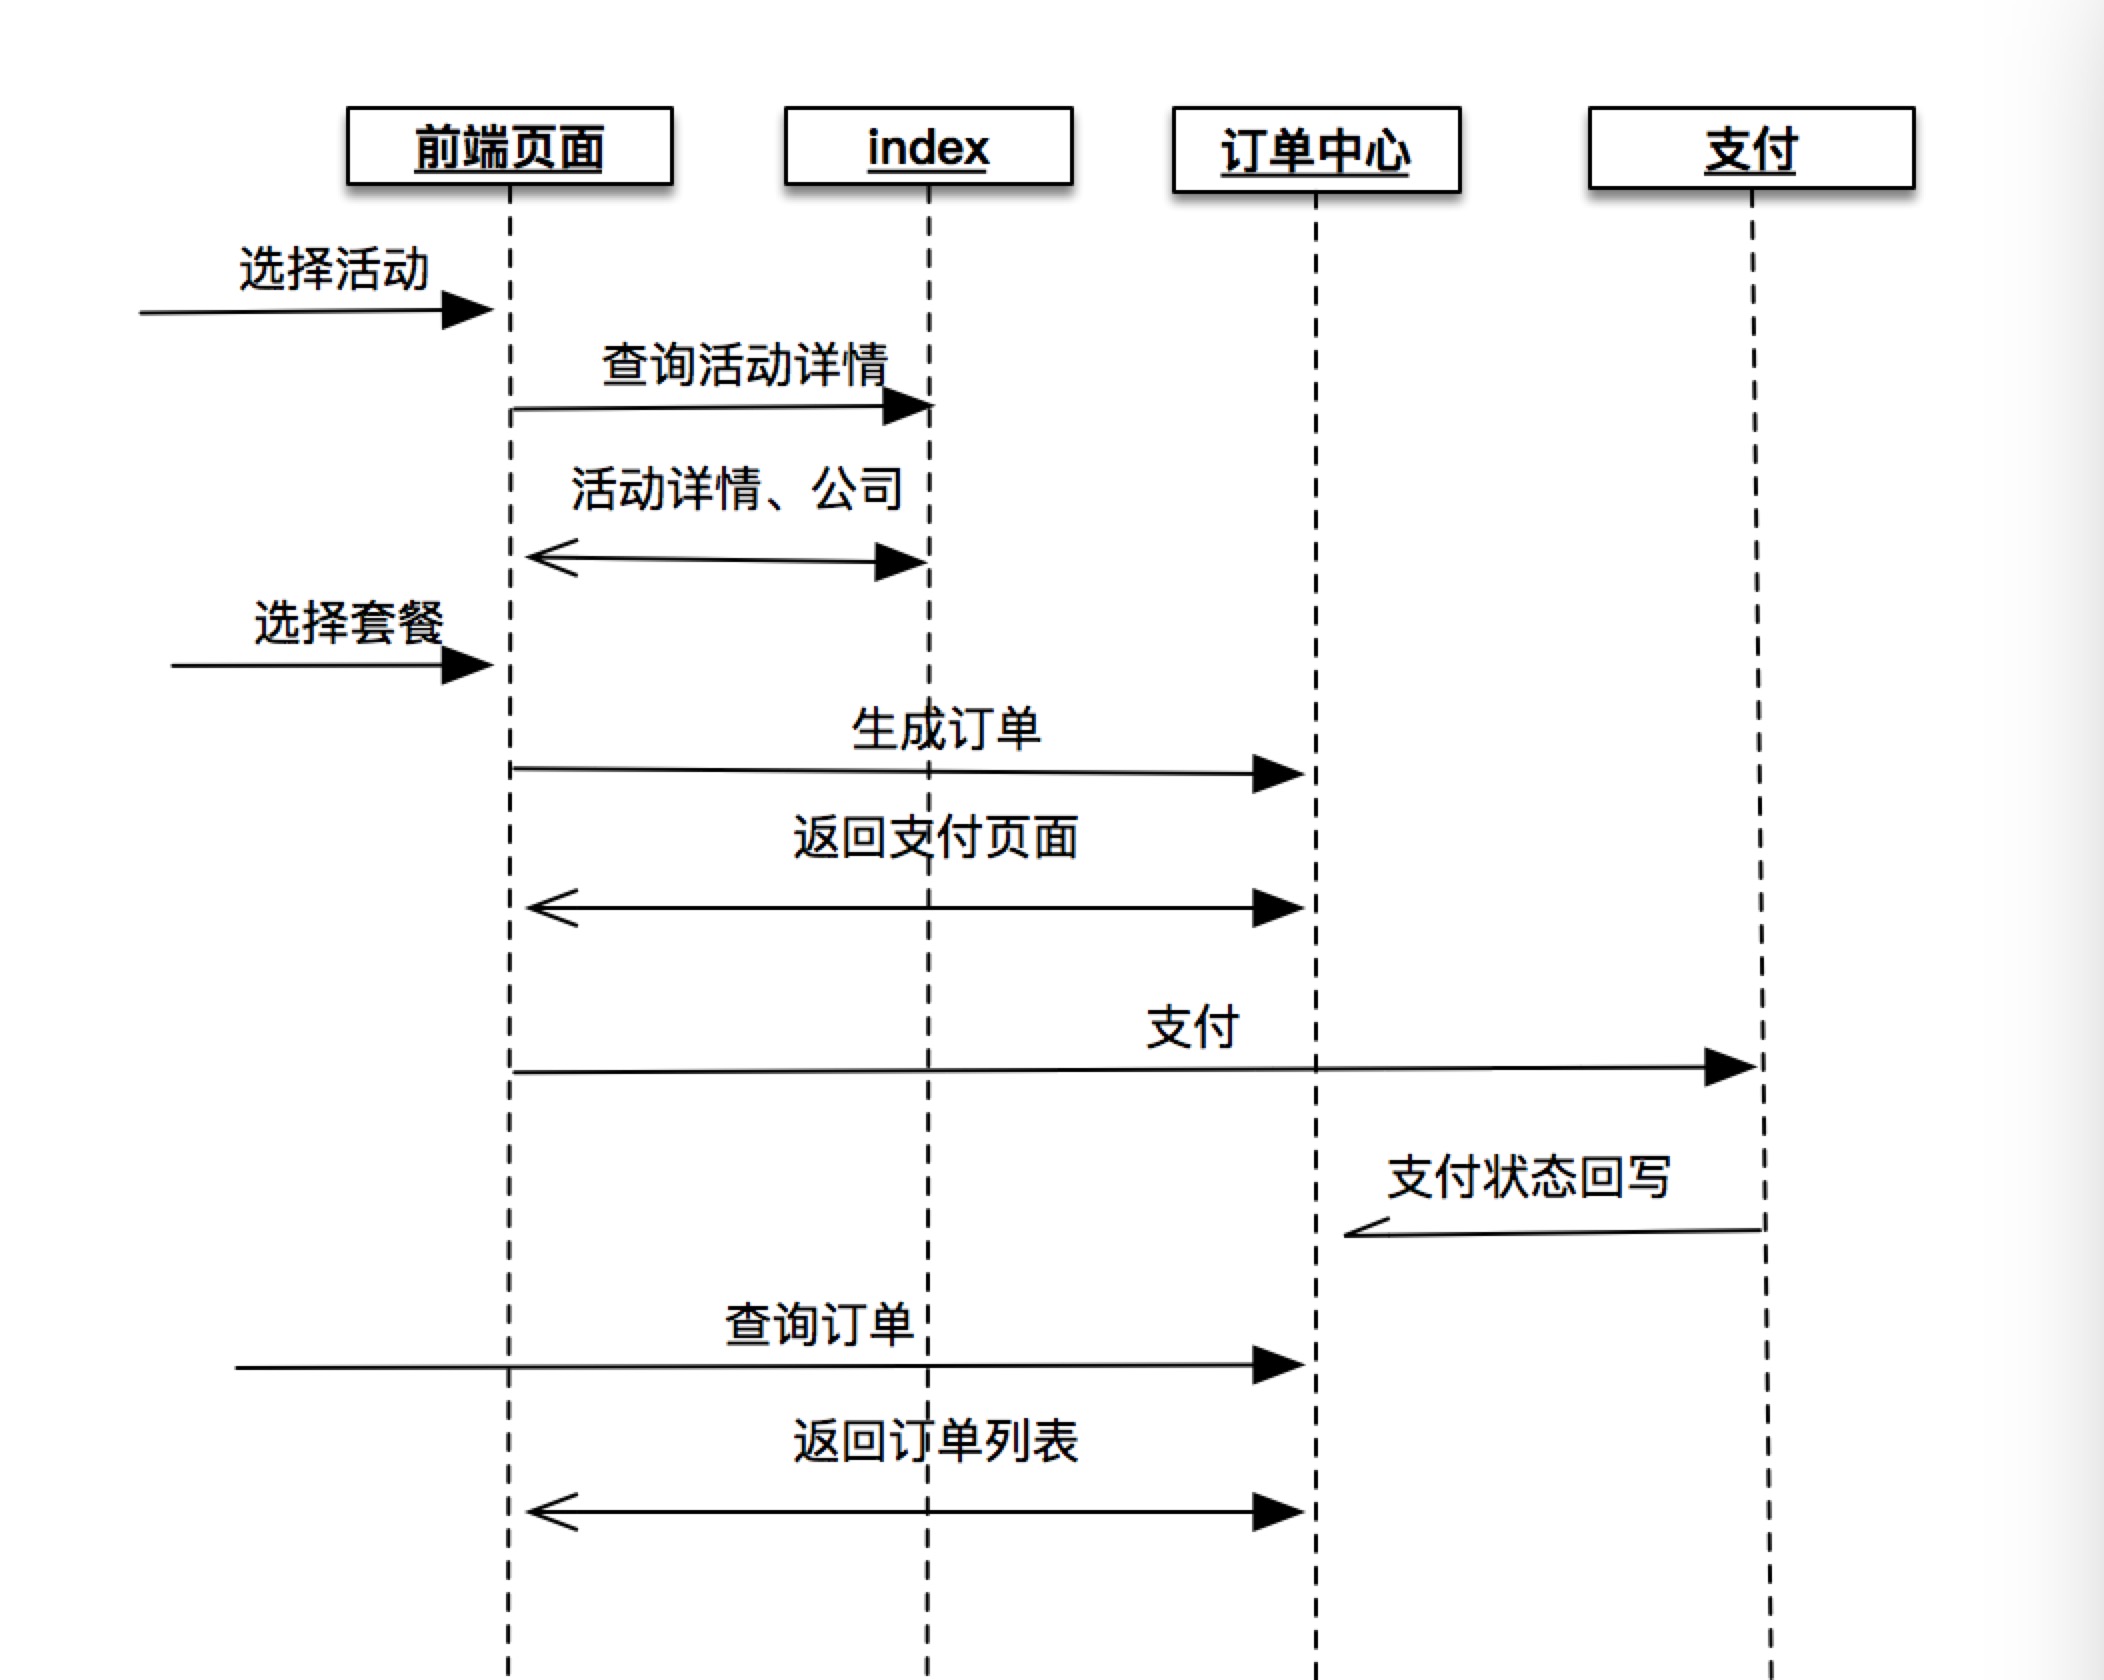 前端页面
index
订单中心
支付
选择活动
查询活动详情
活动详情、公司
选择套餐
生成订单
返回支付页面
支付
支付状态回写
查询订单
返回订单列表